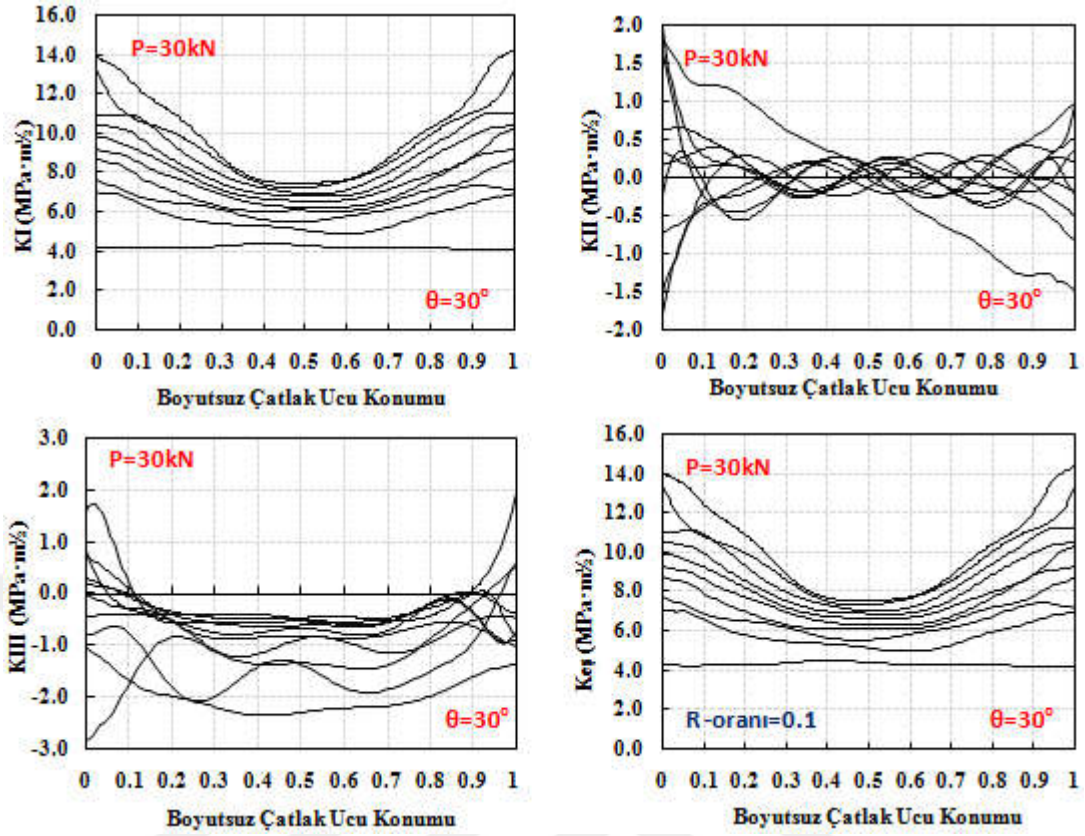 16.0
14.0
12.0
10.0
8.0
6.0
4.0
2.0
0.0
KI (MPa·m½)
P=30kN
θ=30°
0 0.1 0.2 0.3 0.4 0.5 0.6 0.7 0.8 0.9 1
Boyutsuz Çatlak Ucu Konumu
2.0
1.5
1.0
0.5
0.0
-0.5
-1.0
-1.5
-2.0
KII (MPa·m½)
P=30kN
θ=30°
0 0.1 0.2 0.3 0.4 0.5 0.6 0.7 0.8 0.9 1
Boyutsuz Çatlak Ucu Konumu
3.0
2.0
1.0
0.0
-1.0
-2.0
-3.0
KIII (MPa·m½)
P=30kN
θ=30°
0 0.1 0.2 0.3 0.4 0.5 0.6 0.7 0.8 0.9 1
Boyutsuz Çatlak Ucu Konumu
16.0
14.0
12.0
10.0
8.0
6.0
4.0
2.0
0.0
Keş (MPa·m½)
P=30kN
R-oranı=0.1
θ=30°
0 0.1 0.2 0.3 0.4 0.5 0.6 0.7 0.8 0.9 1
Boyutsuz Çatlak Ucu Konumu